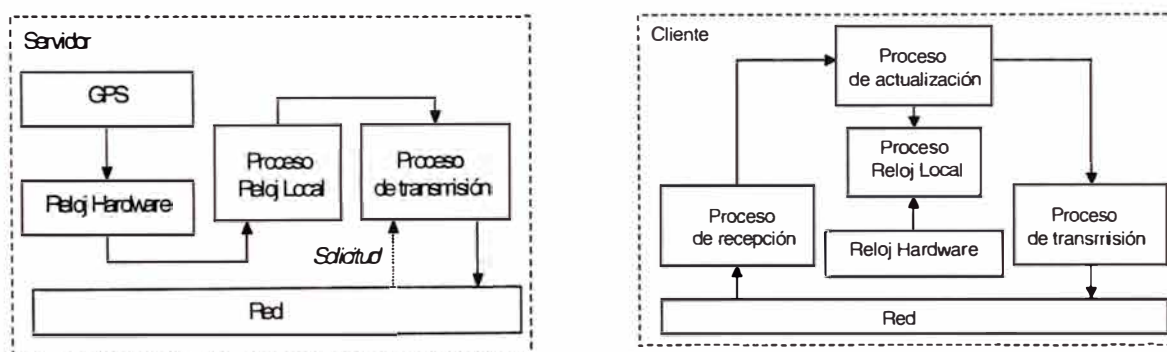 Servidor
GPS
Reloj Hardware
Proceso
Reloj Local
Proceso
de transmisión
Solicitud
Red
Cliente
Proceso
de actualización
Proceso
Reloj Local
Proceso
de recepción
Reloj Hardware
Proceso
de transmisión
Red